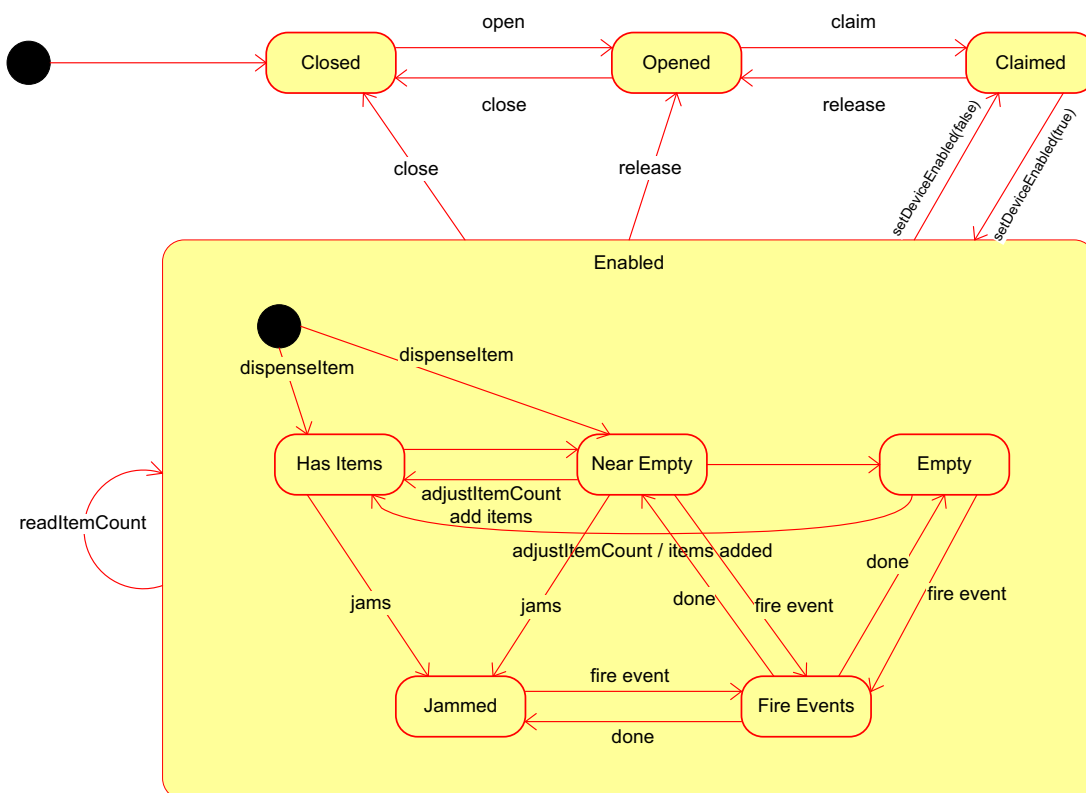 open
claim
Closed
Opened
Claimed
close
release
close
release
setDeviceEnabled(false)
setDeviceEnabled(true)
Enabled
dispenseItem
dispenseItem
Has Items
Near Empty
Empty
adjustItemCount
add items
readItemCount
adjustItemCount / items added
done
jams
jams
done
fire event
fire event
fire event
Jammed
Fire Events
done